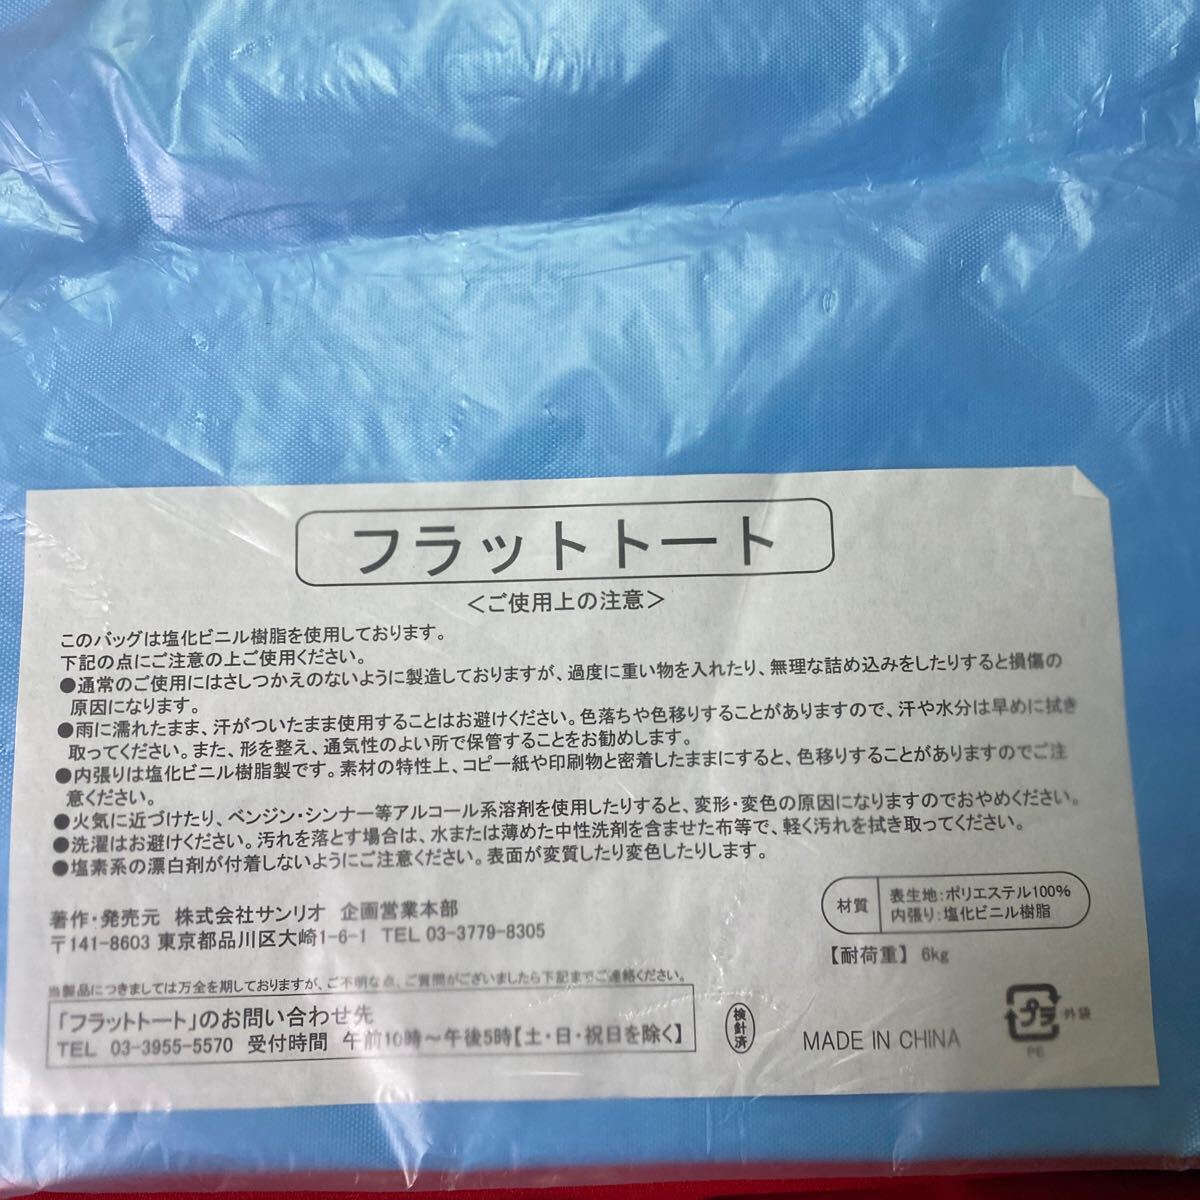 フラットトート
＜ご使用上の注意＞
このバッグは塩化ビニル樹脂を使用しております。
下記の点にご注意の上ご使用ください。
●通常のご使用にはさしつかえのないように製造しておりますが、過度に重い物を入れたり、無理な詰め込みをしたりすると損傷の
原因になります。
●雨に濡れたまま、汗がついたまま使用することはお避けください。色落ちや色移りすることがありますので、汗や水分は早めに拭き
取ってください。また、形を整え、通気性のよい所で保管することをお勧めします。
●内張りは塩化ビニル樹脂製です。素材の特性上、コピー紙や印刷物と密着したままにすると、色移りすることがありますのでご注
意ください。
●火気に近づけたり、ベンジン・シンナー等アルコール系溶剤を使用したりすると、変形・変色の原因になりますのでおやめください。
●洗濯はお避けください。汚れを落とす場合は、水または薄めた中性洗剤を含ませた布等で、軽く汚れを拭き取ってください。
●塩素系の漂白剤が付着しないようにご注意ください。表面が変質したり変色したりします。
材質 表生地：ポリエステル100%
内張り：塩化ビニル樹脂
【耐荷重】 6kg
著作・発売元 株式会社サンリオ 企画営業本部
〒141-8603 東京都品川区大崎1-6-1 TEL 03-3779-8305
当製品につきましては万全を期しておりますが、ご不明な点、ご質問がございましたら下記までご連絡ください。
「フラットトート」のお問い合わせ先
TEL 03-3955-5570 受付時間 午前10時～午後5時【土・日・祝日を除く】
検針済
MADE IN CHINA
プラ 外袋
PE